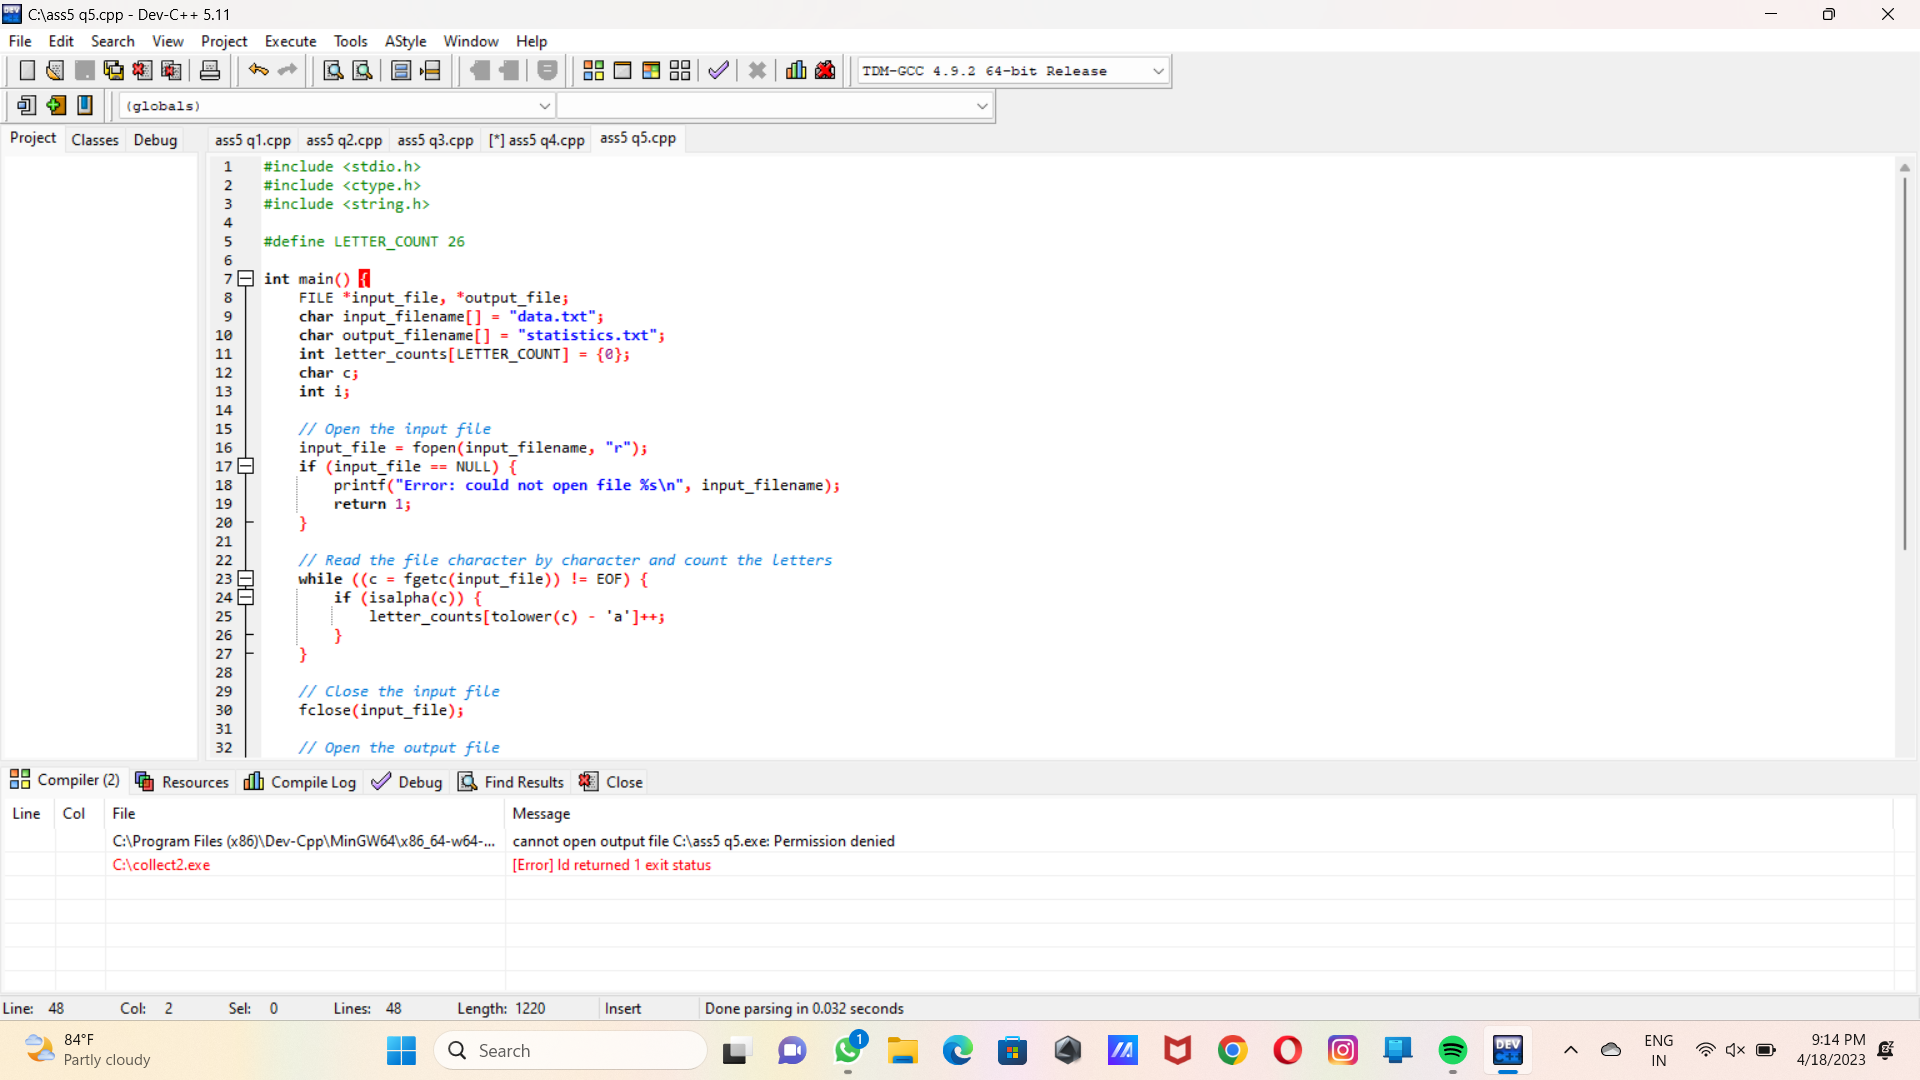 C:\ass5 q5.cpp - Dev-C++ 5.11
File Edit Search View Project Execute Tools AStyle Window Help
TDM-GCC 4.9.2 64-bit Release
(globals)
Project Classes Debug ass5 q1.cpp ass5 q2.cpp ass5 q3.cpp [*] ass5 q4.cpp ass5 q5.cpp
1 #include <stdio.h>
2 #include <ctype.h>
3 #include <string.h>
4
5 #define LETTER_COUNT 26
6
7 int main() {
8 FILE *input_file, *output_file;
9 char input_filename[] = "data.txt";
10 char output_filename[] = "statistics.txt";
11 int letter_counts[LETTER_COUNT] = {0};
12 char c;
13 int i;
14
15 // Open the input file
16 input_file = fopen(input_filename, "r");
17 if (input_file == NULL) {
18 printf("Error: could not open file %s\n", input_filename);
19 return 1;
20 }
21
22 // Read the file character by character and count the letters
23 while ((c = fgetc(input_file)) != EOF) {
24 if (isalpha(c)) {
25 letter_counts[tolower(c) - 'a']++;
26 }
27 }
28
29 // Close the input file
30 fclose(input_file);
31
32 // Open the output file
Compiler (2) Resources Compile Log Debug Find Results Close
Line Col File Message
C:\Program Files (x86)\Dev-Cpp\MinGW64\x86_64-w64-... cannot open output file C:\ass5 q5.exe: Permission denied
C:\collect2.exe [Error] ld returned 1 exit status
Line: 48 Col: 2 Sel: 0 Lines: 48 Length: 1220 Insert Done parsing in 0.032 seconds
84°F
Partly cloudy
Search
1
DEV
C++
ENG
IN
9:14 PM
4/18/2023